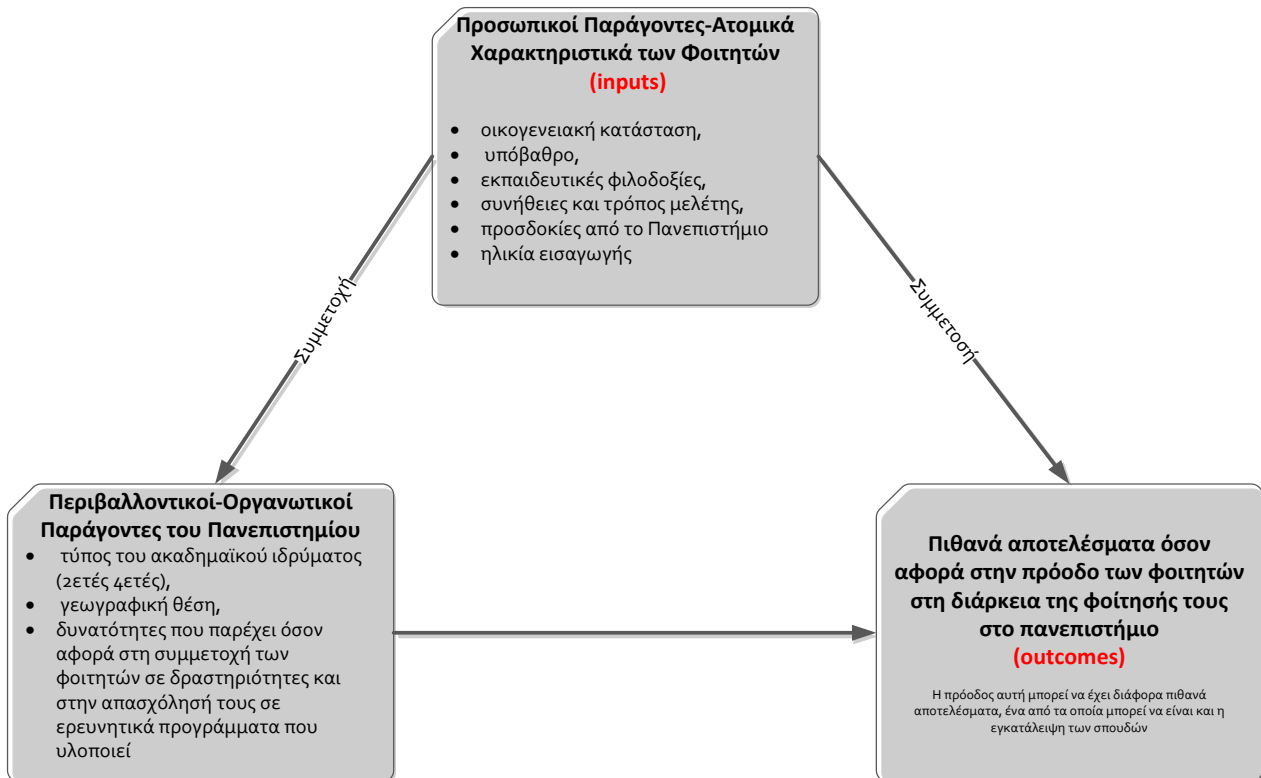 Προσωπικοί Παράγοντες-Ατομικά
Χαρακτηριστικά των Φοιτητών
(inputs)
• οικογενειακή κατάσταση,
• υπόβαθρο,
• εκπαιδευτικές φιλοδοξίες,
• συνήθειες και τρόπος μελέτης,
• προσδοκίες από το Πανεπιστήμιο
• ηλικία εισαγωγής
Συμμετοχή
Συμμετοσή
Περιβαλλοντικοί-Οργανωτικοί
Παράγοντες του Πανεπιστημίου
• τύπος του ακαδημαϊκού ιδρύματος
(2ετές 4ετές),
• γεωγραφική θέση,
• δυνατότητες που παρέχει όσον
αφορά στη συμμετοχή των
φοιτητών σε δραστηριότητες και
στην απασχόλησή τους σε
ερευνητικά προγράμματα που
υλοποιεί
Πιθανά αποτελέσματα όσον
αφορά στην πρόοδο των φοιτητών
στη διάρκεια της φοίτησής τους
στο πανεπιστήμιο
(outcomes)
Η πρόοδος αυτή μπορεί να έχει διάφορα πιθανά
αποτελέσματα, ένα από τα οποία μπορεί να είναι και η
εγκατάλειψη των σπουδών